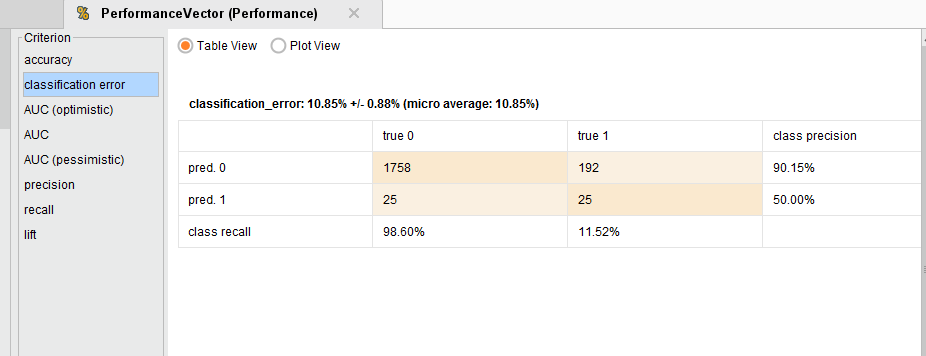 PerformanceVector (Performance)
Criterion
accuracy
classification error
AUC (optimistic)
AUC
AUC (pessimistic)
precision
recall
lift
Table View Plot View
classification_error: 10.85% +/- 0.88% (micro average: 10.85%)
true 0 true 1 class precision
pred. 0 1758 192 90.15%
pred. 1 25 25 50.00%
class recall 98.60% 11.52%